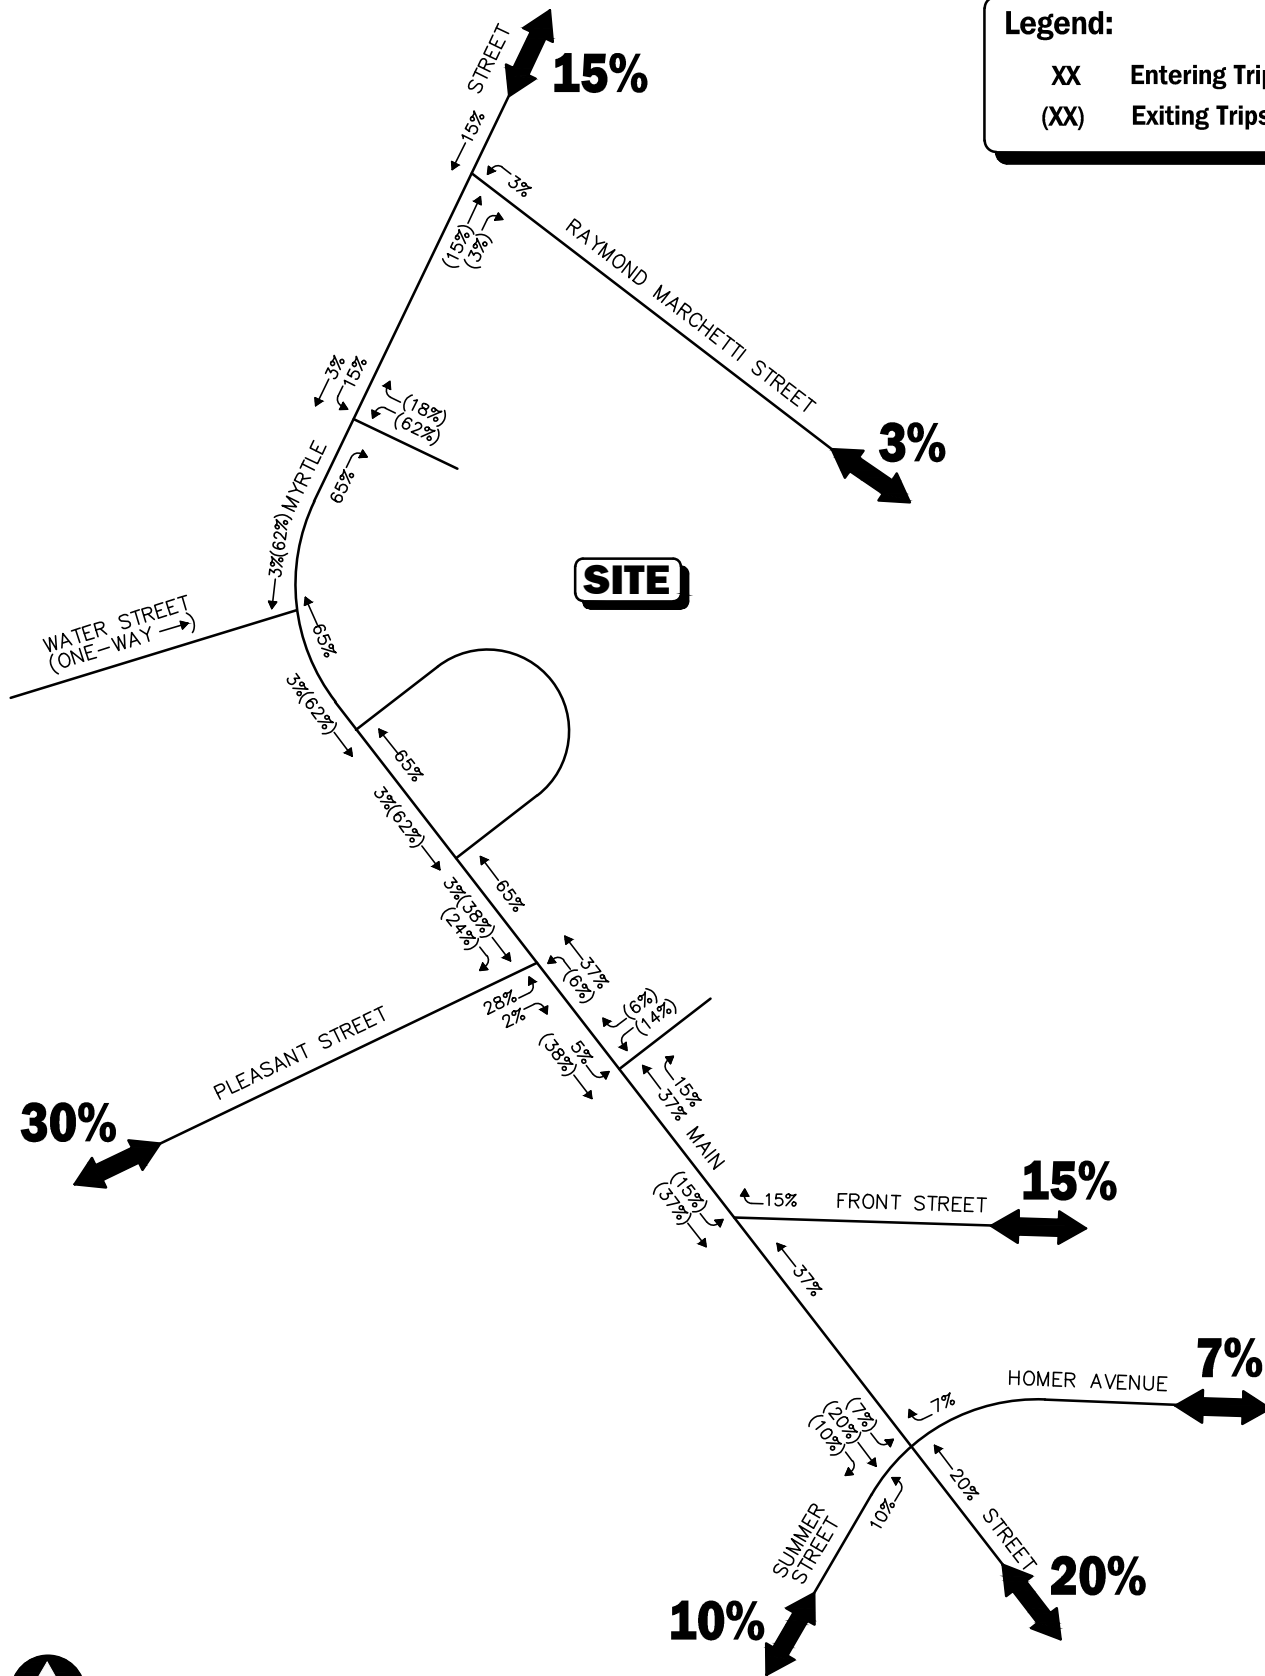 Legend:
XX Entering Trip
(XX) Exiting Trips
STREET
15%
15%
3%
(15%)
(3%)
RAYMOND MARCHETTI STREET
3%
3%
15%
(18%)
(62%)
65%
MYRTLE
3%(62%)
SITE
WATER STREET
(ONE-WAY →)
65%
3%(62%)
65%
3%(62%)
65%
3%(38%)
(24%)
37%
(6%)
28%
2%
(6%)
(14%)
5%
(38%)
15%
37%
PLEASANT STREET
30%
MAIN
(15%)
(37%)
15%
FRONT STREET
15%
37%
7%
HOMER AVENUE
7%
(7%)
(20%)
(10%)
10%
20%
STREET
SUMMER
STREET
20%
10%